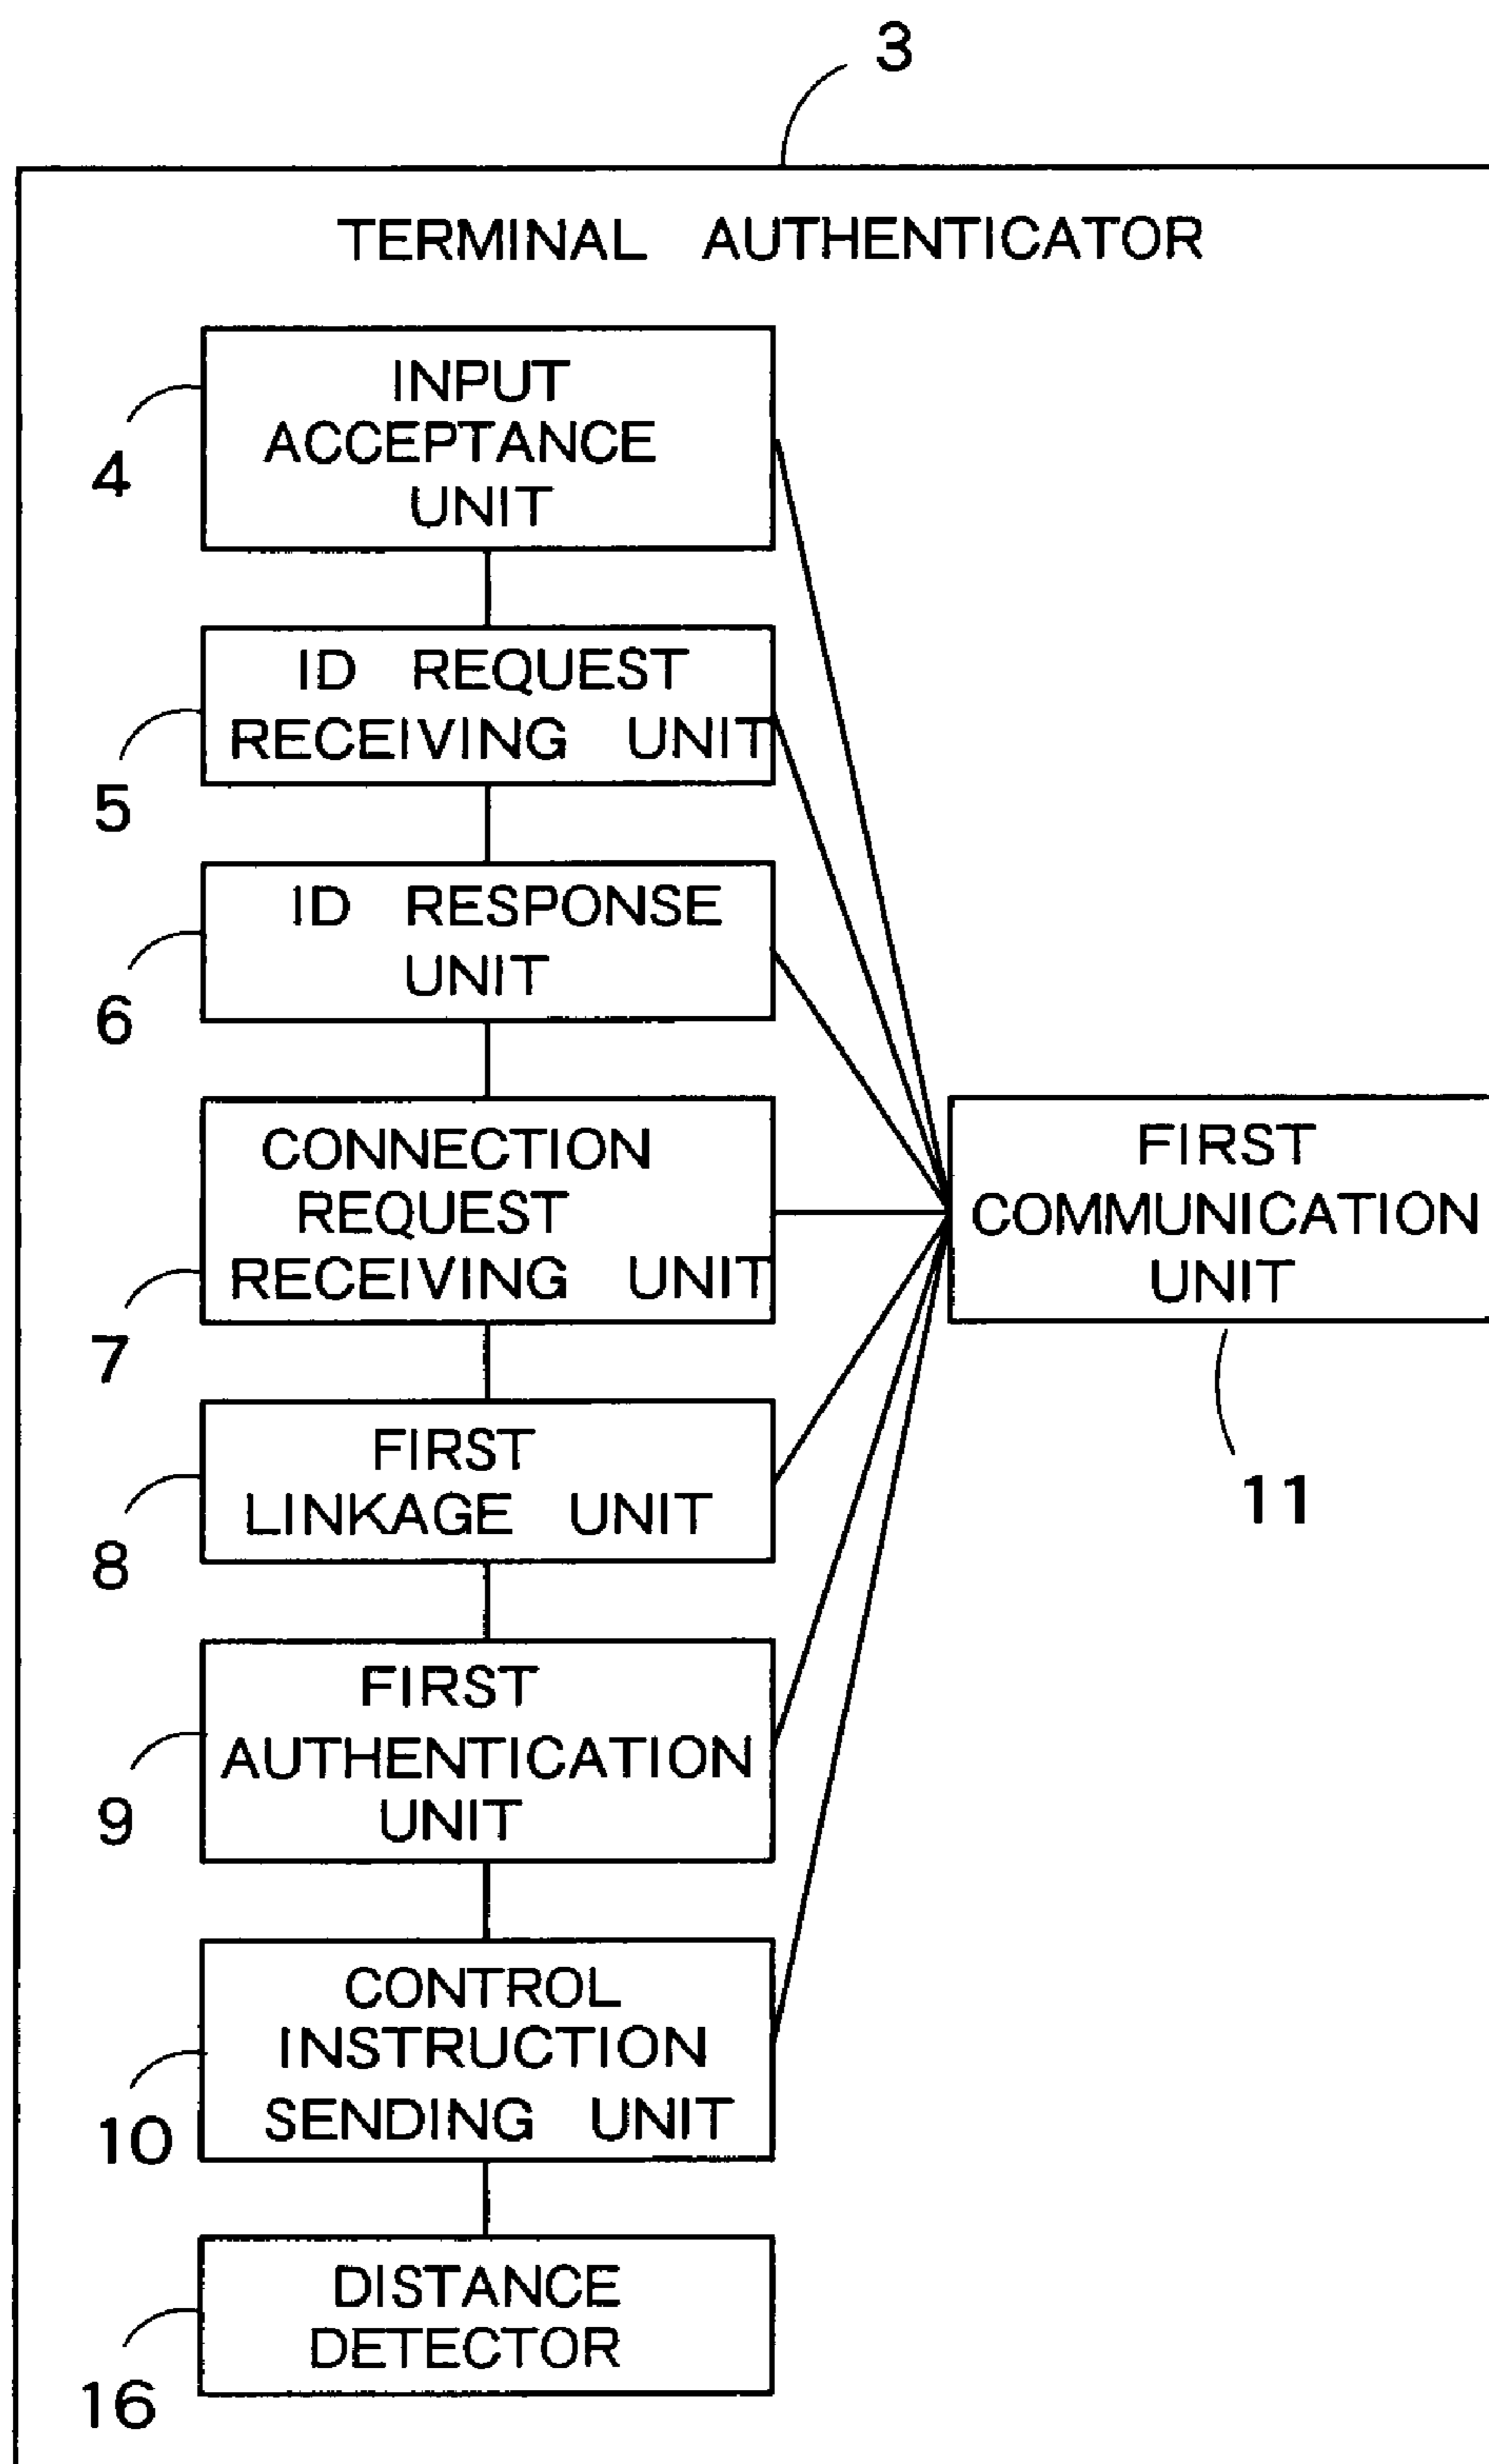 3
TERMINAL AUTHENTICATOR
INPUT
ACCEPTANCE
UNIT
4
ID REQUEST
RECEIVING UNIT
5
ID RESPONSE
UNIT
6
CONNECTION
REQUEST
RECEIVING UNIT
7
FIRST
COMMUNICATION
UNIT
11
FIRST
LINKAGE UNIT
8
FIRST
AUTHENTICATION
UNIT
9
CONTROL
INSTRUCTION
SENDING UNIT
10
DISTANCE
DETECTOR
16